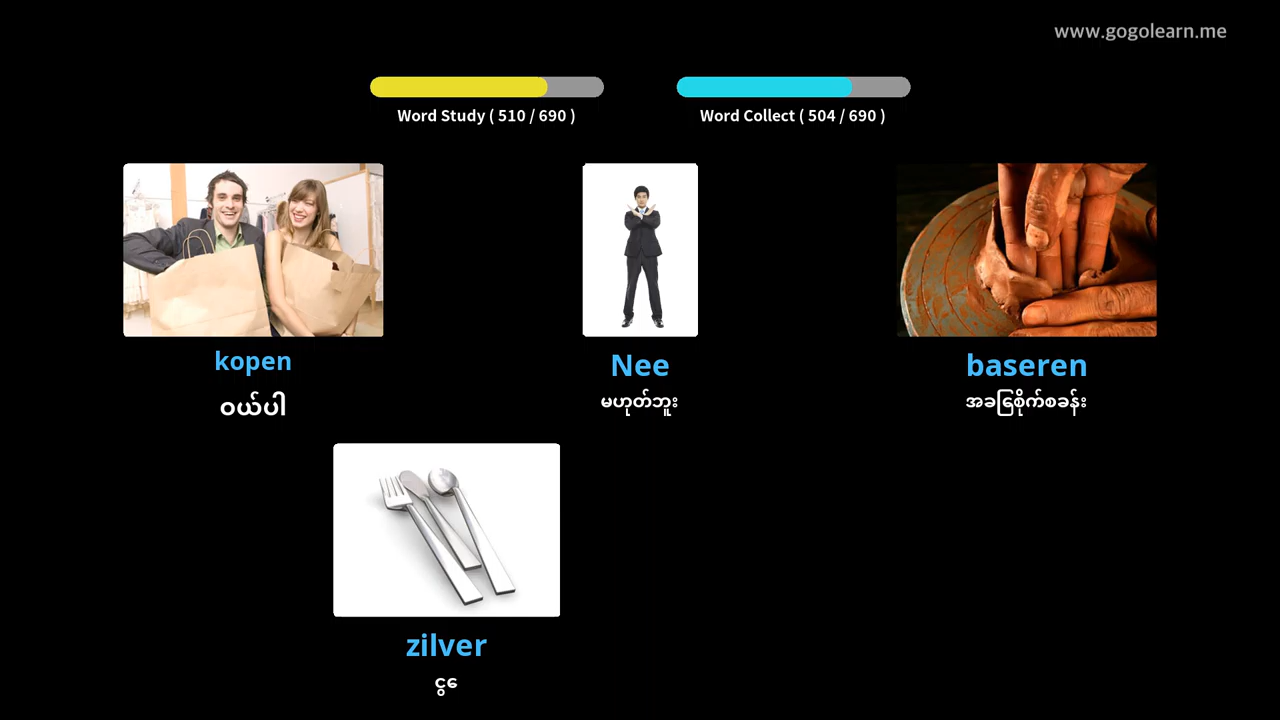 www.gogolearn.me
Word Study ( 510 / 690 )
Word Collect ( 504 / 690 )
kopen
ဝယ်ပါ
Nee
မဟုတ်ဘူး
baseren
အခြေစိုက်စခန်း
zilver
ငွေ